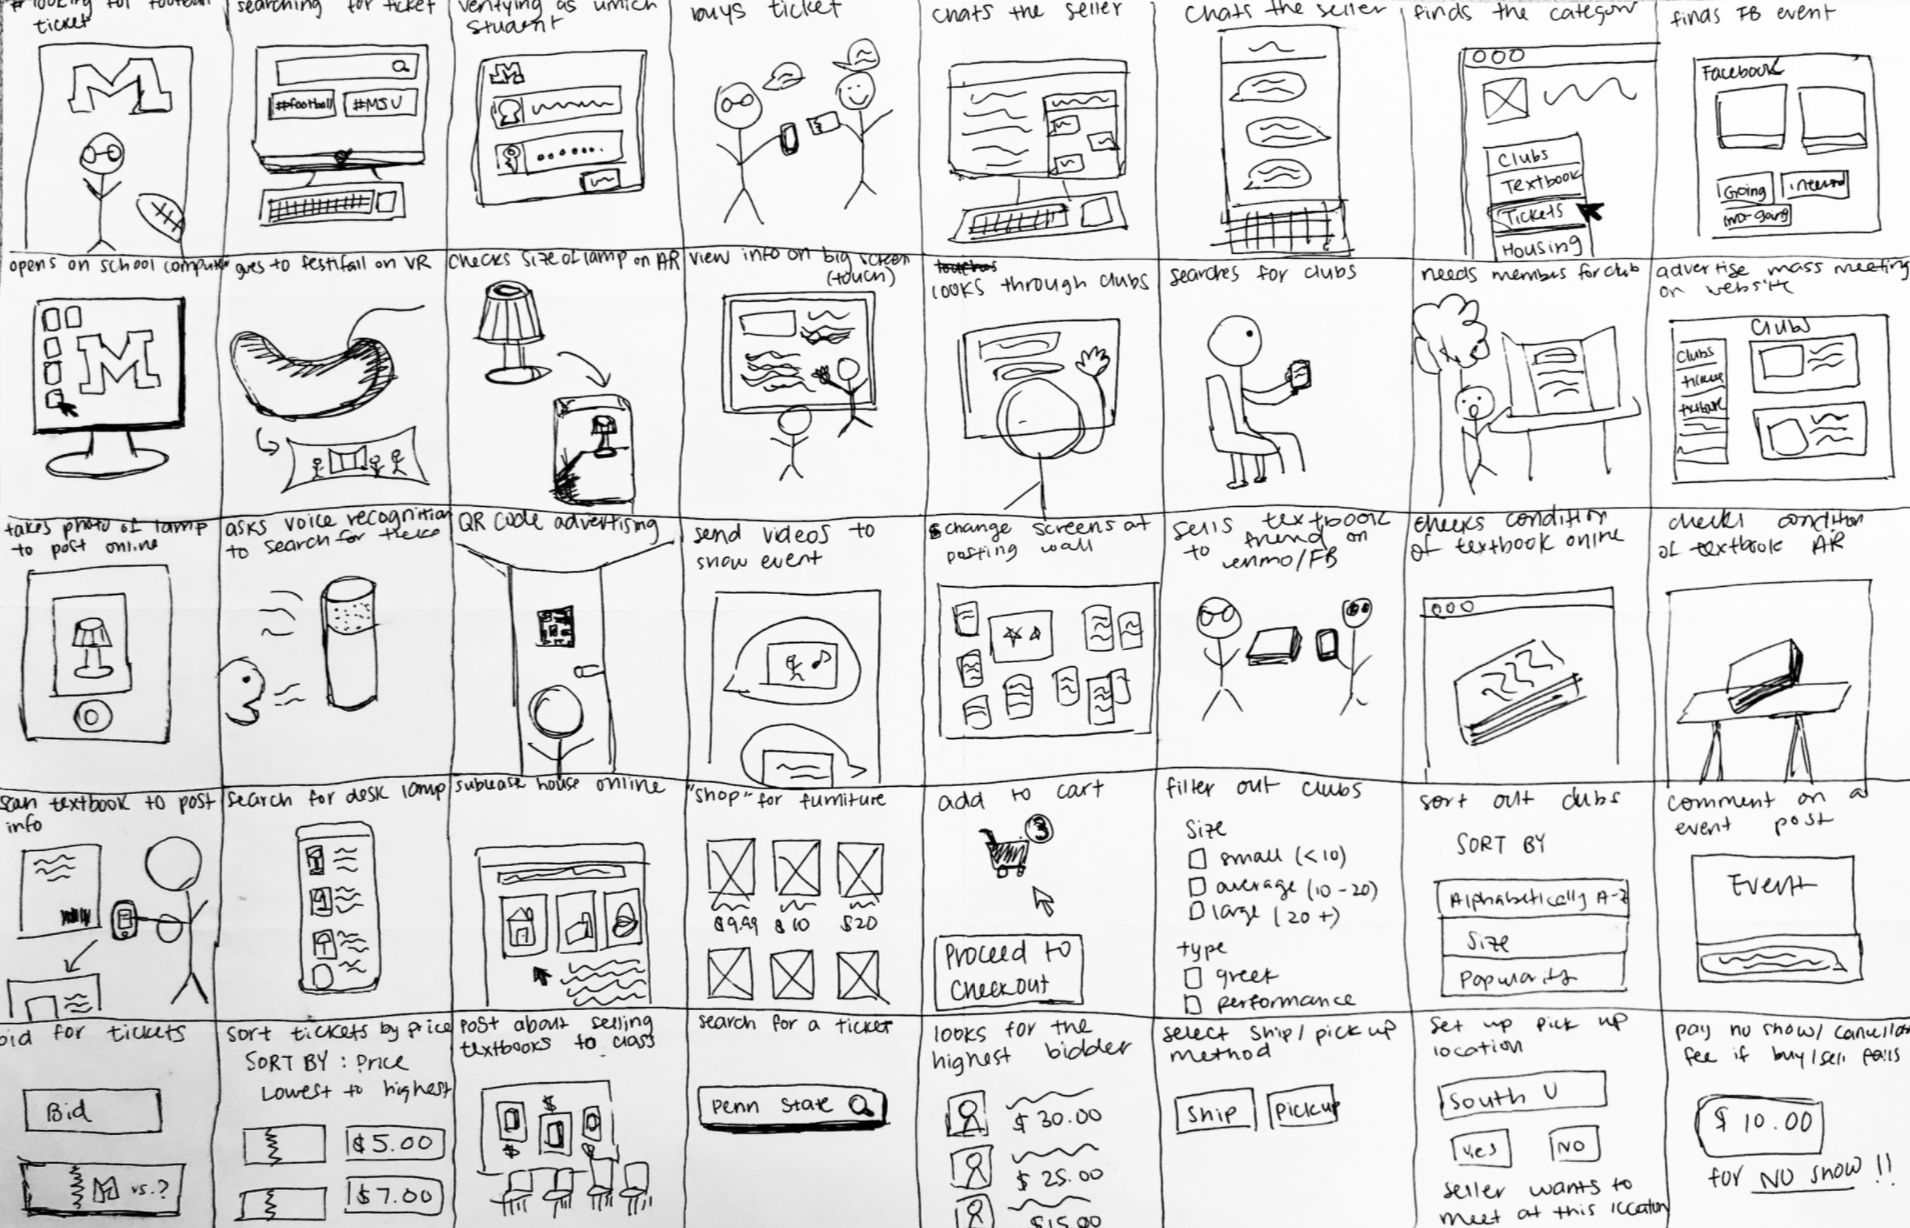 looking for football
ticket
M
searching for ticket
#football
#MSU
verifying as umich
student
M
buys ticket
chats the seller
chats the seller
finds the category
Clubs
Textbook
Tickets
Housing
finds FB event
Facebook
Going
not going
opens on school computer
M
goes to festifall on VR
checks size of lamp on AR
view info on big screen
(touch)
looks through clubs
searches for clubs
needs members for club
advertise mass meeting
on website
Clubs
Clubs
takes photo of lamp
to post online
asks voice recognition
to search for
QR code advertising
send videos to
show event
change screens at
posting wall
sells textbook
to friend on
venmo/FB
checks condition
of textbook online
checks condition
of textbook AR
scan textbook to post
info
search for desk lamp
sublease house online
"shop" for furniture
$9.99
$10
$20
add to cart
3
Proceed to
Checkout
filter out clubs
Size
small (<10)
average (10-20)
large (20+)
type
greek
performance
sort out clubs
SORT BY
Alphabetically A-Z
Size
Popularity
comment on a
event post
Event
bid for tickets
Bid
M vs.?
sort tickets by price
SORT BY: Price
Lowest to highest
$5.00
$7.00
post about selling
textbooks to class
$
$
search for a ticket
Penn State
looks for the
highest bidder
$30.00
$25.00
$15.00
select ship/pick up
method
Ship
Pickup
set up pick up
location
South U
Yes
No
seller wants to
meet at this location
pay no show/
fee if buy/sell fails
$10.00
for NO show!!